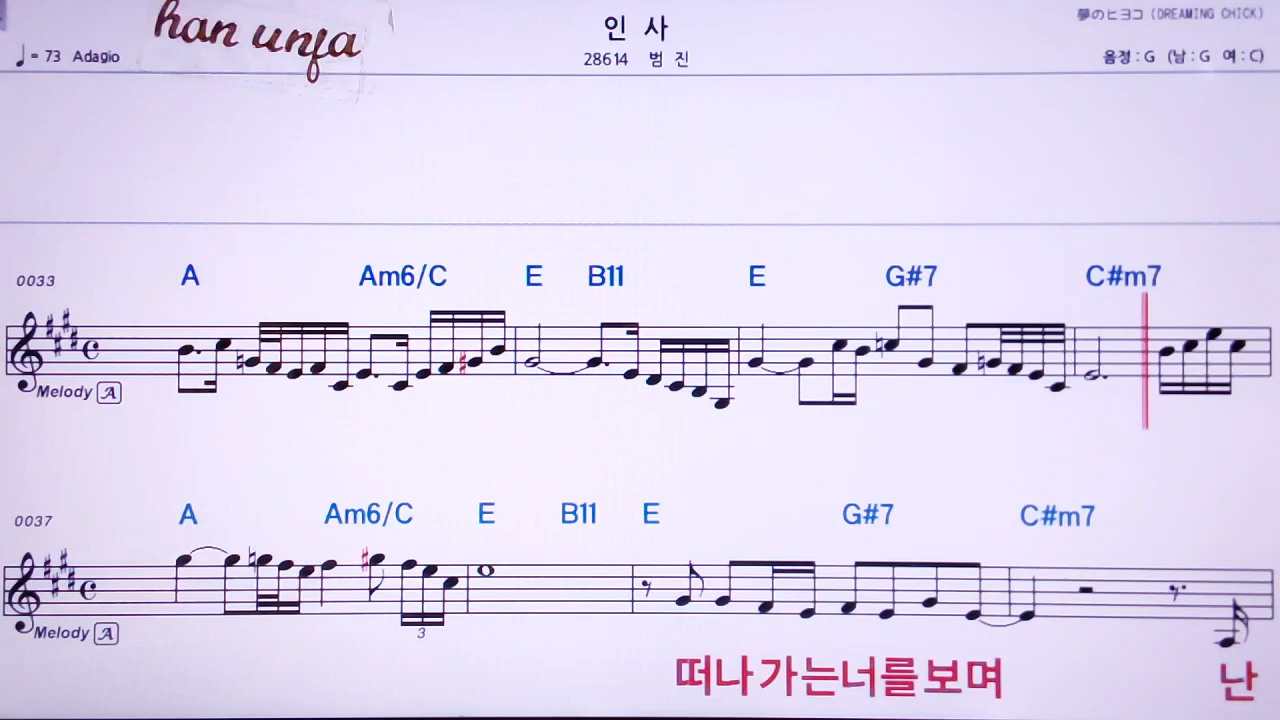 han unja
인 사
夢のヒヨコ (DREAMING CHICK)
♩= 73 Adagio
28614 범 진
음정 : G (남 : G 여 : C)
0033
A Am6/C E B11 E G#7 C#m7
Melody A
0037
A Am6/C E B11 E G#7 C#m7
Melody A
3
떠나가는너를보며 난